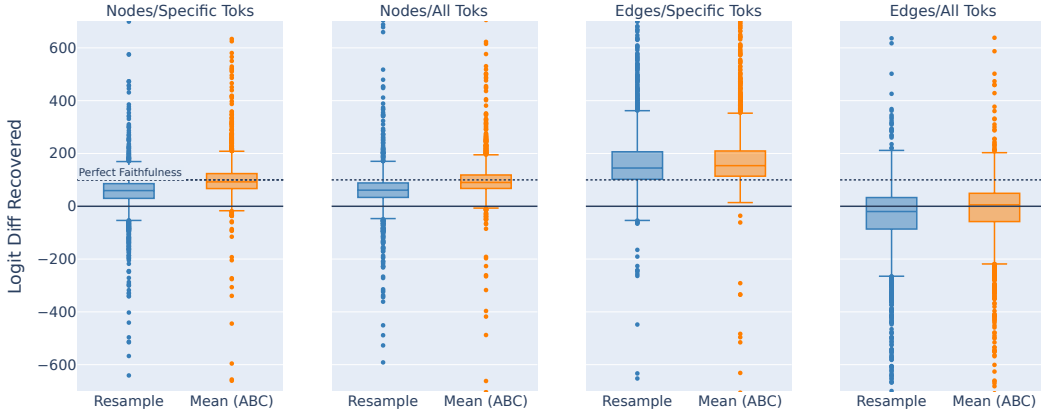 Nodes/Specific Toks
Nodes/All Toks
Edges/Specific Toks
Edges/All Toks
Logit Diff Recovered
600
400
200
0
−200
−400
−600
Perfect Faithfulness
Resample
Mean (ABC)
Resample
Mean (ABC)
Resample
Mean (ABC)
Resample
Mean (ABC)